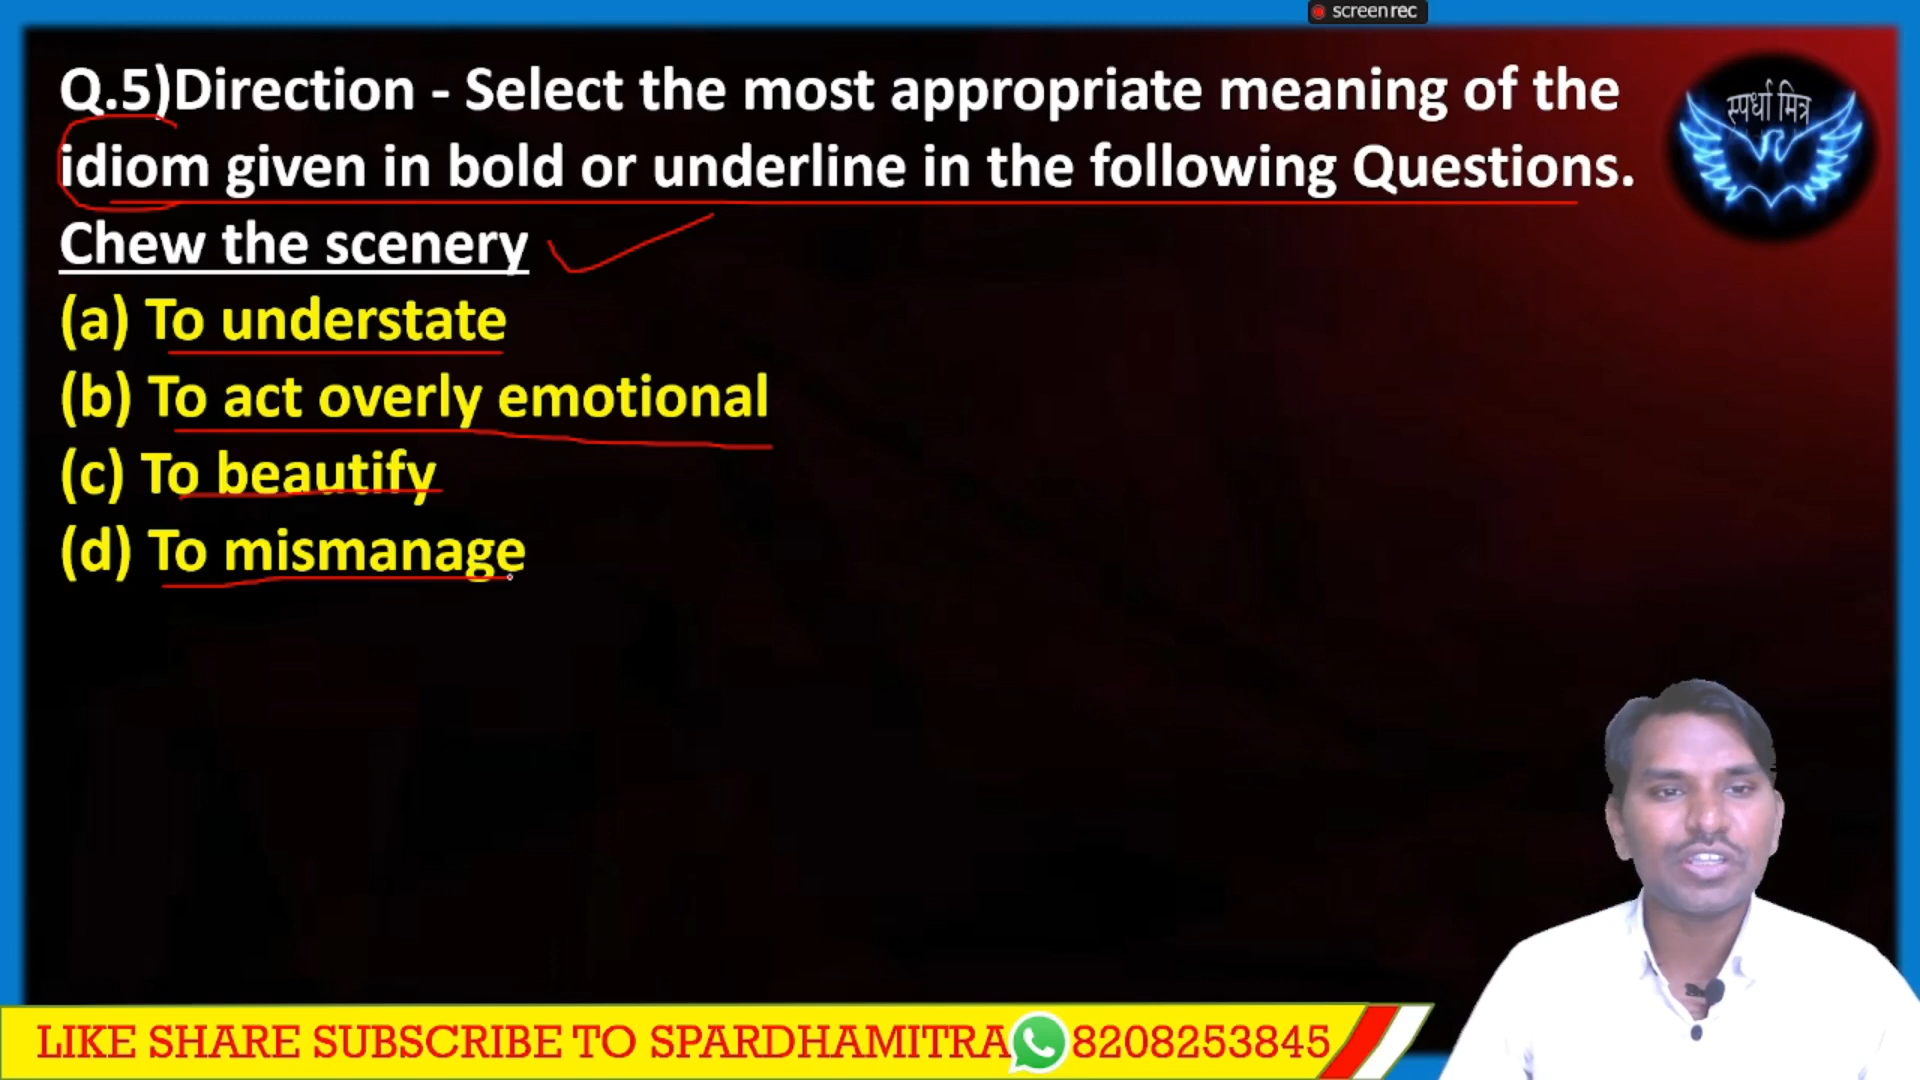 screenrec
Q.5)Direction - Select the most appropriate meaning of the
idiom given in bold or underline in the following Questions.
स्पर्धा मित्र
Chew the scenery
(a) To understate
(b) To act overly emotional
(c) To beautify
(d) To mismanage
LIKE SHARE SUBSCRIBE TO SPARDHAMITRA 8208253845